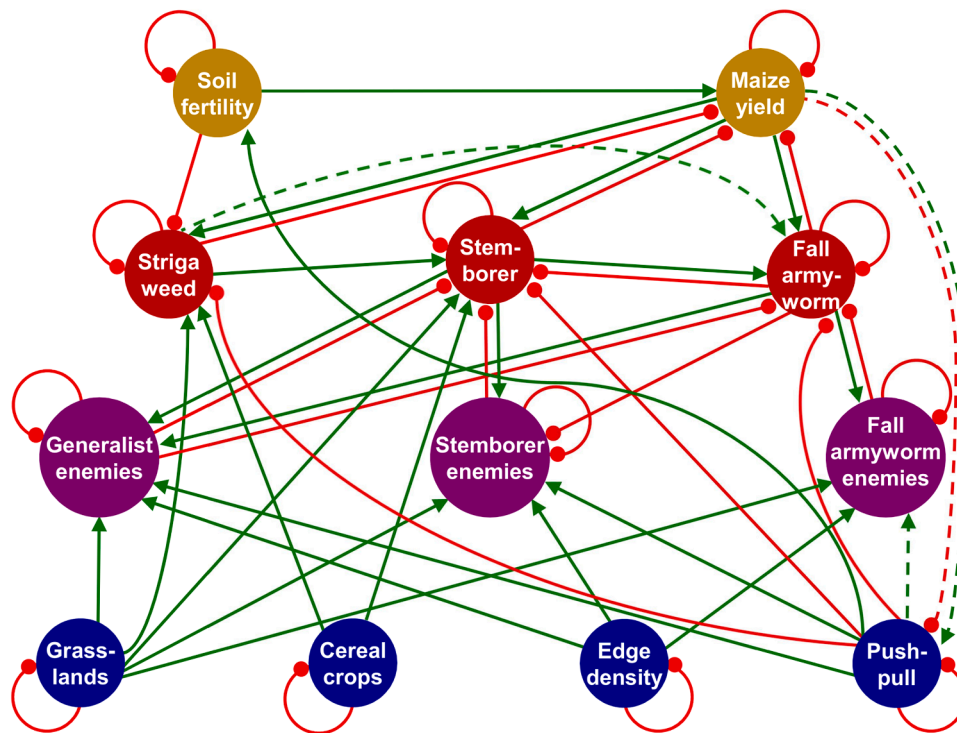 Soil
fertility
Maize
yield
Striga
weed
Stem-
borer
Fall
army-
worm
Generalist
enemies
Stemborer
enemies
Fall
armyworm
enemies
Grass-
lands
Cereal
crops
Edge
density
Push-
pull